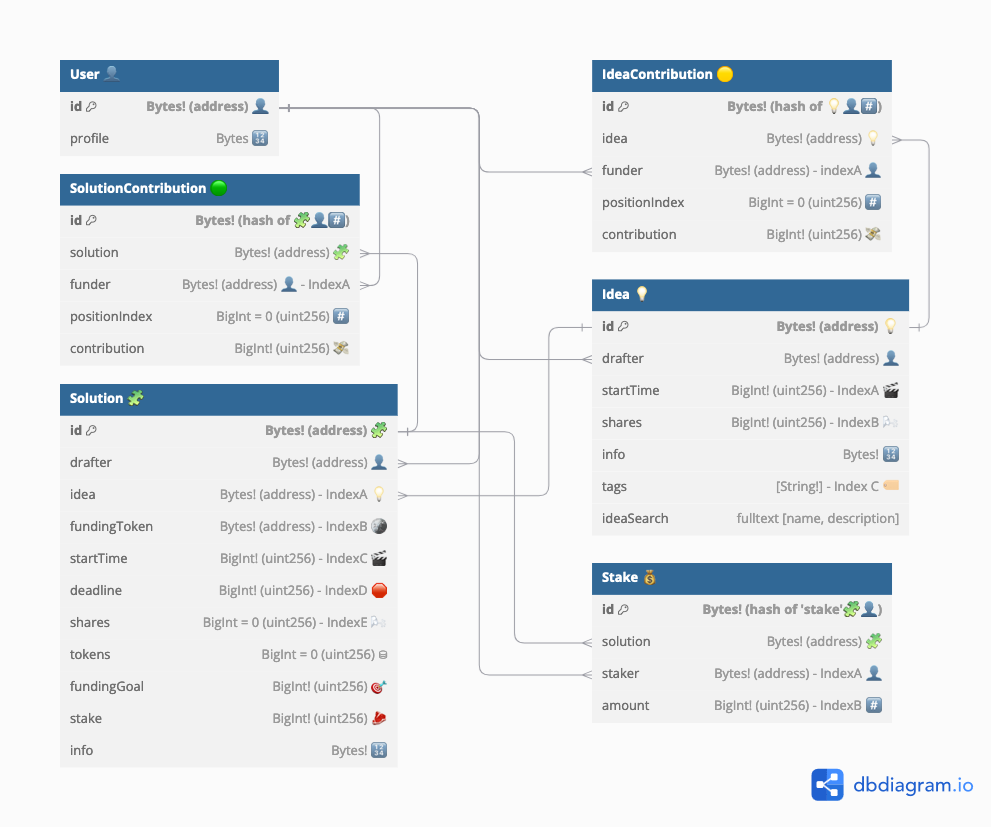 User 👤
id Bytes! (address) 👤
profile Bytes 🔢
SolutionContribution 🟢
id Bytes! (hash of 🧩👤#️⃣)
solution Bytes! (address) 🧩
funder Bytes! (address) 👤 - IndexA
positionIndex BigInt = 0 (uint256) #️⃣
contribution BigInt! (uint256) 💸
Solution 🧩
id Bytes! (address) 🧩
drafter Bytes! (address) 👤
idea Bytes! (address) - IndexA 💡
fundingToken Bytes! (address) - IndexB 🌑
startTime BigInt! (uint256) - IndexC 🎬
deadline BigInt! (uint256) - IndexD 🛑
shares BigInt = 0 (uint256) - IndexE 🌬
tokens BigInt = 0 (uint256) ⛁
fundingGoal BigInt! (uint256) 🎯
stake BigInt! (uint256) 🥩
info Bytes! 🔢
IdeaContribution 🟡
id Bytes! (hash of 💡👤#️⃣)
idea Bytes! (address) 💡
funder Bytes! (address) - indexA 👤
positionIndex BigInt = 0 (uint256) #️⃣
contribution BigInt! (uint256) 💸
Idea 💡
id Bytes! (address) 💡
drafter Bytes! (address) 👤
startTime BigInt! (uint256) - IndexA 🎬
shares BigInt! (uint256) - IndexB 🌬
info Bytes! 🔢
tags [String!] - Index C 🏷
ideaSearch fulltext [name, description]
Stake 💰
id Bytes! (hash of 'stake'🧩👤)
solution Bytes! (address) 🧩
staker Bytes! (address) - IndexA 👤
amount BigInt! (uint256) - IndexB #️⃣
dbdiagram.io